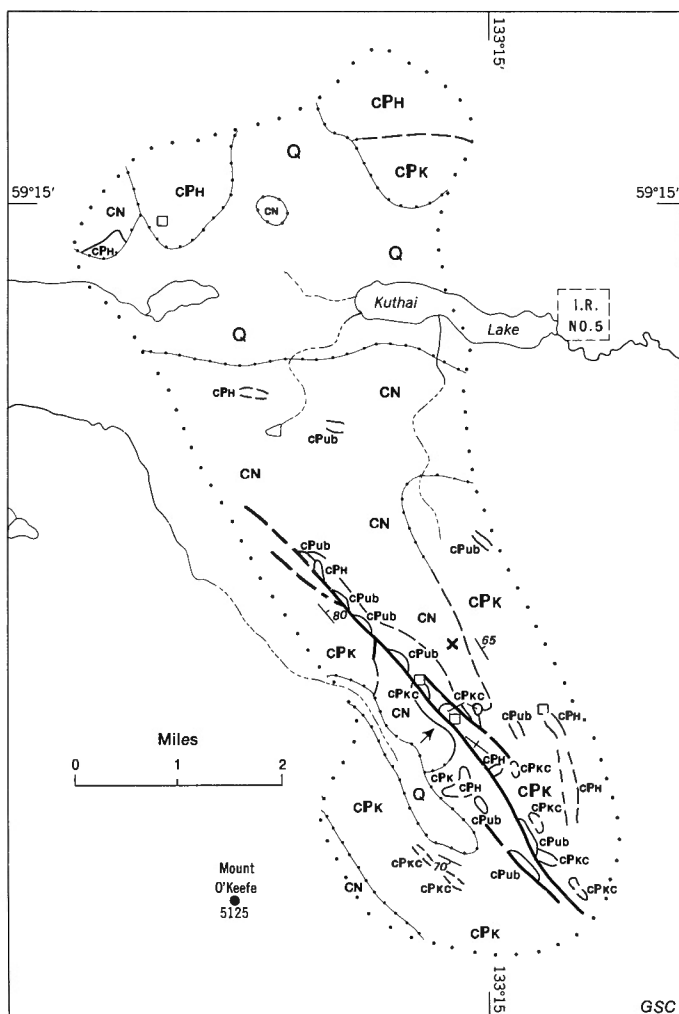 133°15'
CPH
Q
CPK
59°15'
59°15'
CPH
CN
CN
CPH
Q
Kuthai
Lake
I.R.
NO.5
Q
CPH
CN
CPub
CN
CN
CPub
CPub
CPH
CPub
CPK
CPub
CN
80
65
CPK
CPub
CPKC
CPKC
CN
CPub
CPH
Miles
0 1 2
CPH
CPKC
CPK
CPH
CPK
CPH
Q
CPKC
CPK
CPub
CPub
CPKC
CPKC
70
CPKC
CPub
CPKC
CN
Mount
O'Keefe
5125
CPK
133°15
GSC